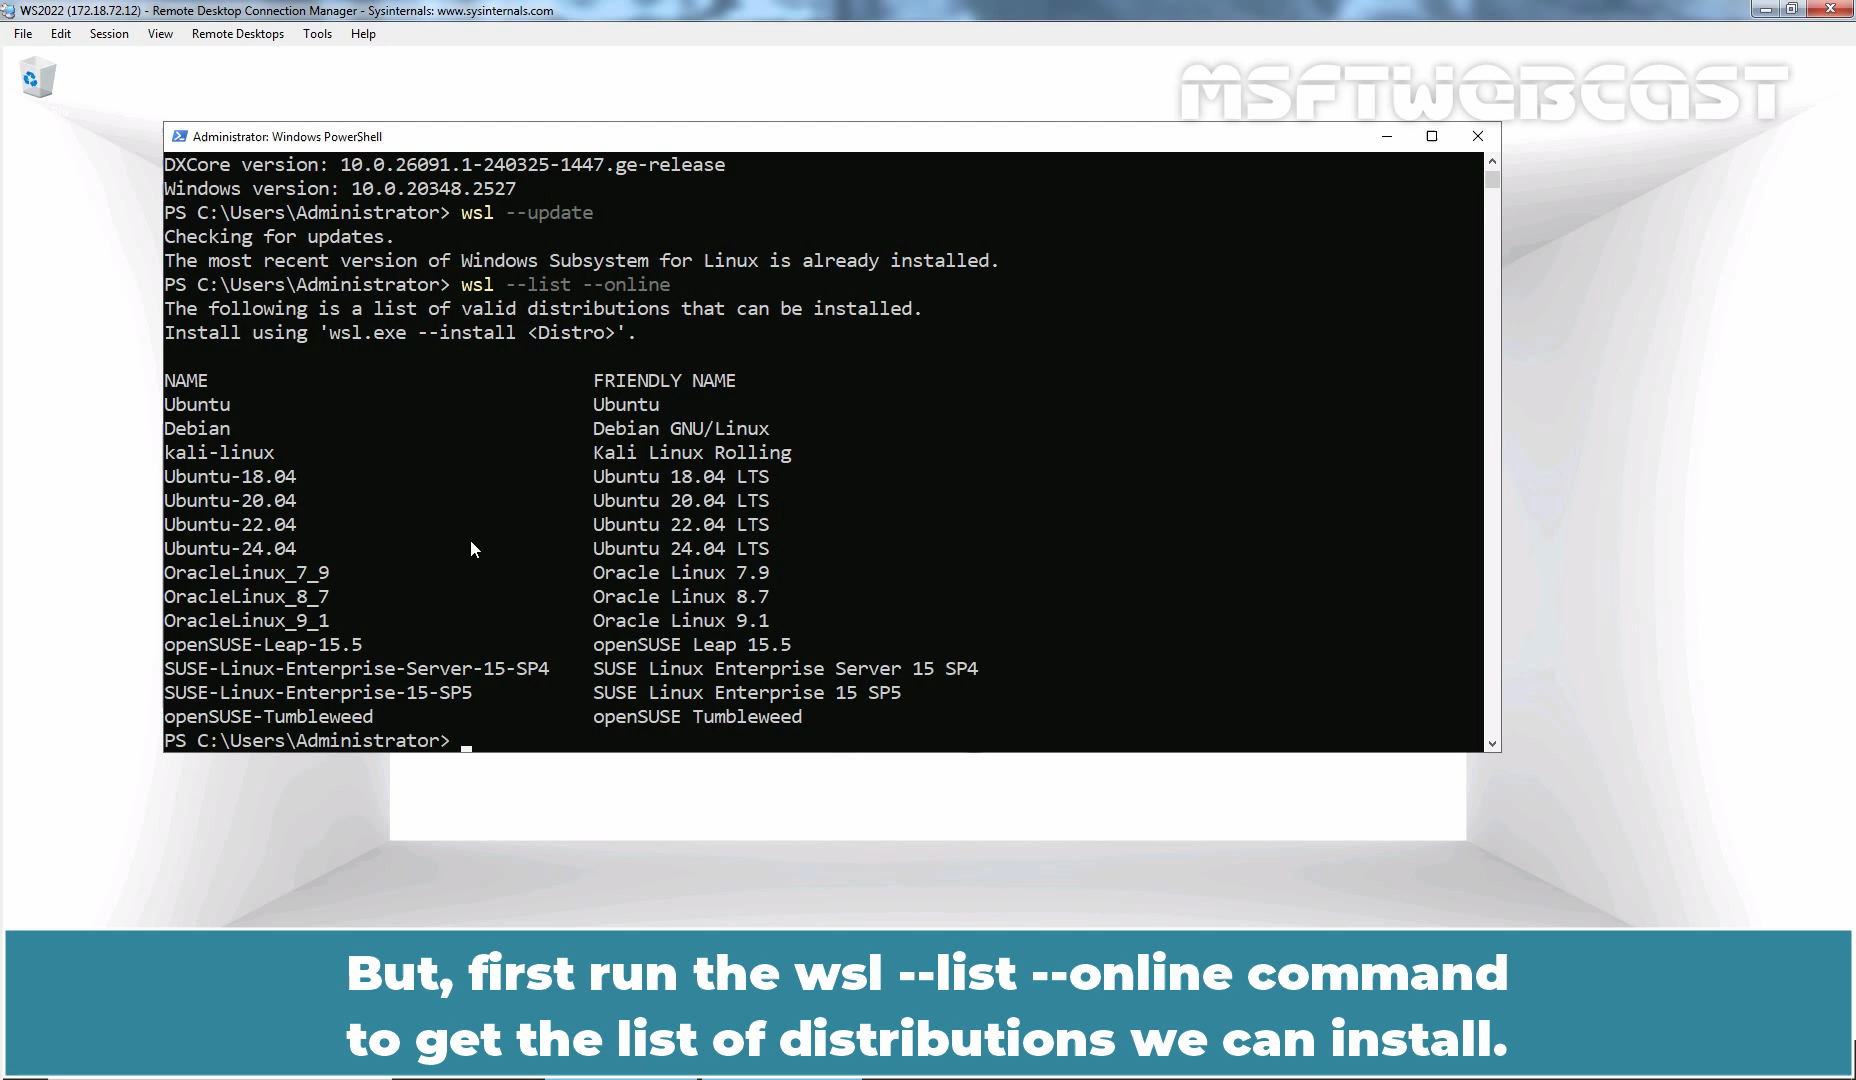 WS2022 (172.18.72.12) - Remote Desktop Connection Manager - Sysinternals: www.sysinternals.com
File Edit Session View Remote Desktops Tools Help
MSFTWEBCAST
Administrator: Windows PowerShell
DXCore version: 10.0.26091.1-240325-1447.ge-release
Windows version: 10.0.20348.2527
PS C:\Users\Administrator> wsl --update
Checking for updates.
The most recent version of Windows Subsystem for Linux is already installed.
PS C:\Users\Administrator> wsl --list --online
The following is a list of valid distributions that can be installed.
Install using 'wsl.exe --install <Distro>'.
NAME FRIENDLY NAME
Ubuntu Ubuntu
Debian Debian GNU/Linux
kali-linux Kali Linux Rolling
Ubuntu-18.04 Ubuntu 18.04 LTS
Ubuntu-20.04 Ubuntu 20.04 LTS
Ubuntu-22.04 Ubuntu 22.04 LTS
Ubuntu-24.04 Ubuntu 24.04 LTS
OracleLinux_7_9 Oracle Linux 7.9
OracleLinux_8_7 Oracle Linux 8.7
OracleLinux_9_1 Oracle Linux 9.1
openSUSE-Leap-15.5 openSUSE Leap 15.5
SUSE-Linux-Enterprise-Server-15-SP4 SUSE Linux Enterprise Server 15 SP4
SUSE-Linux-Enterprise-15-SP5 SUSE Linux Enterprise 15 SP5
openSUSE-Tumbleweed openSUSE Tumbleweed
PS C:\Users\Administrator>
But, first run the wsl --list --online command
to get the list of distributions we can install.